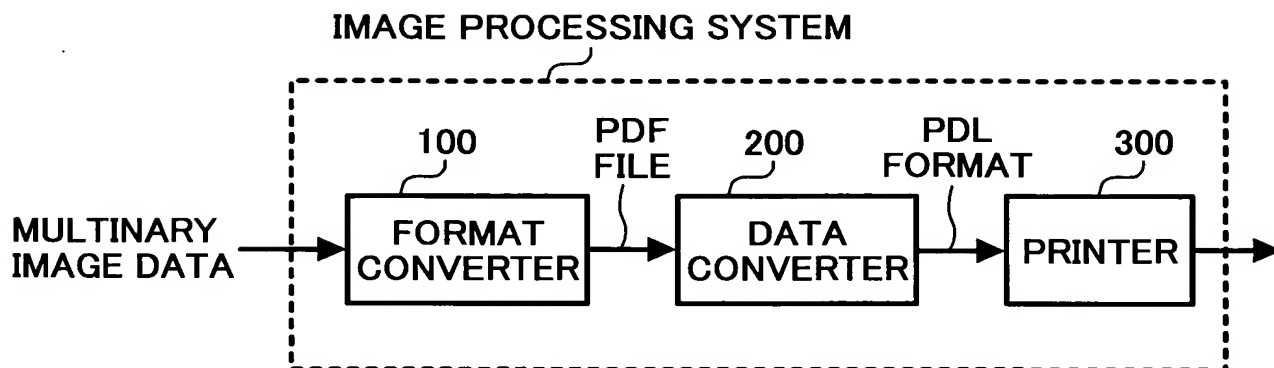 IMAGE PROCESSING SYSTEM
100
PDF
FILE
200
PDL
FORMAT
300
MULTINARY
IMAGE DATA
FORMAT
CONVERTER
DATA
CONVERTER
PRINTER